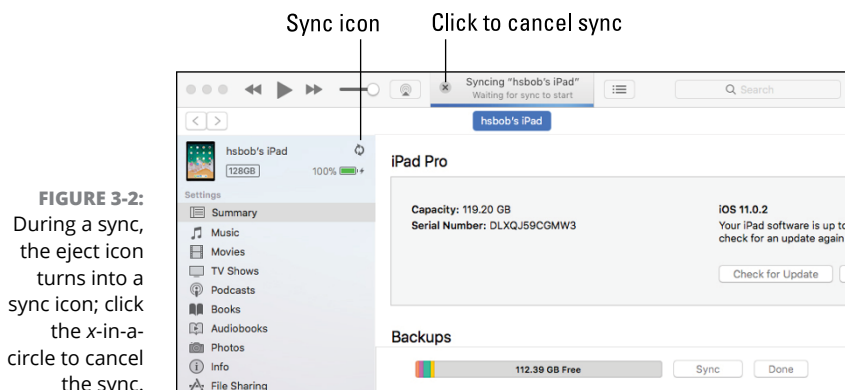 Sync icon
Click to cancel sync
Syncing "hsbob's iPad"
Waiting for sync to start
Search
hsbob's iPad
hsbob's iPad
128GB
100%
Settings
Summary
Music
Movies
TV Shows
Podcasts
Books
Audiobooks
Photos
Info
File Sharing
iPad Pro
Capacity: 119.20 GB
Serial Number: DLXQJ59CGMW3
iOS 11.0.2
Your iPad software is up to
check for an update again
Check for Update
Backups
112.39 GB Free
Sync
Done
FIGURE 3-2:
During a sync,
the eject icon
turns into a
sync icon; click
the x-in-a-
circle to cancel
the sync.